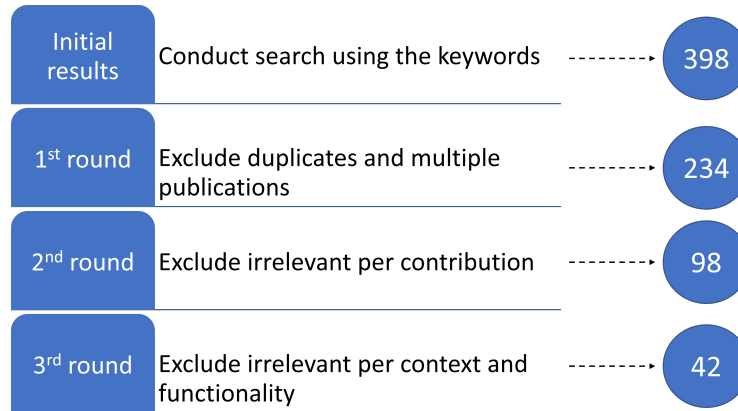 Initial
results
Conduct search using the keywords
398
1st round
Exclude duplicates and multiple
publications
234
2nd round
Exclude irrelevant per contribution
98
3rd round
Exclude irrelevant per context and
functionality
42